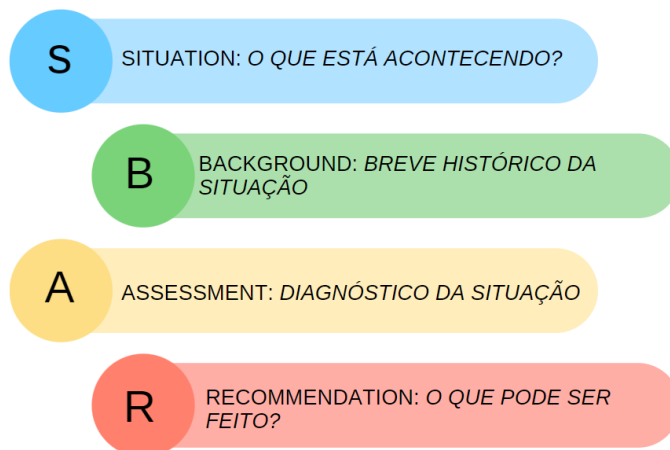 S
SITUATION: O QUE ESTÁ ACONTECENDO?
B
BACKGROUND: BREVE HISTÓRICO DA
SITUAÇÃO
A
ASSESSMENT: DIAGNÓSTICO DA SITUAÇÃO
R
RECOMMENDATION: O QUE PODE SER
FEITO?